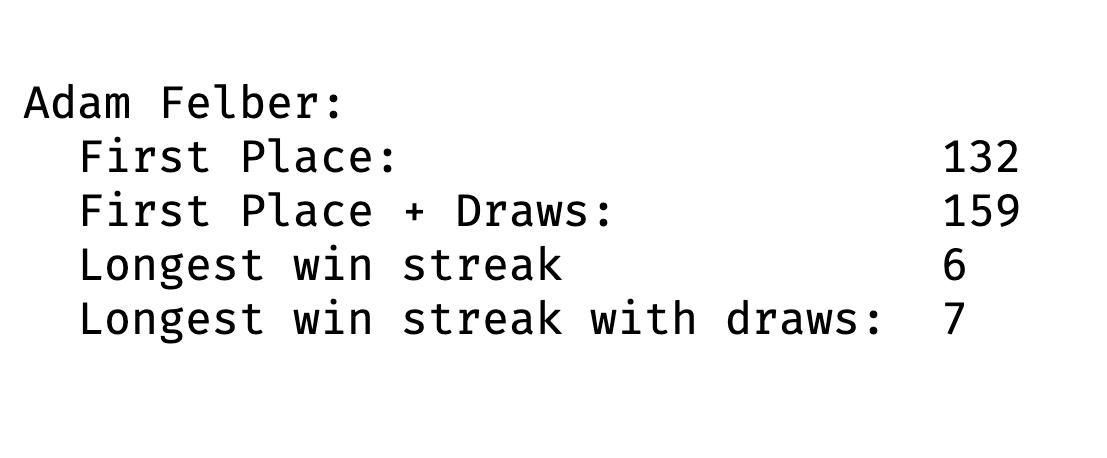 Adam Felber:
First Place: 132
First Place + Draws: 159
Longest win streak 6
Longest win streak with draws: 7